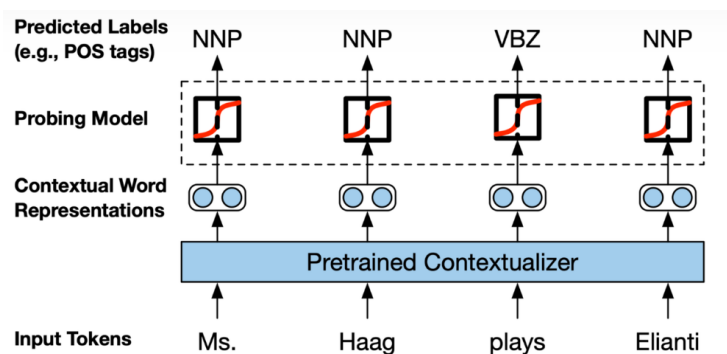 Predicted Labels
(e.g., POS tags)
NNP NNP VBZ NNP
Probing Model
Contextual Word
Representations
Pretrained Contextualizer
Input Tokens Ms. Haag plays Elianti